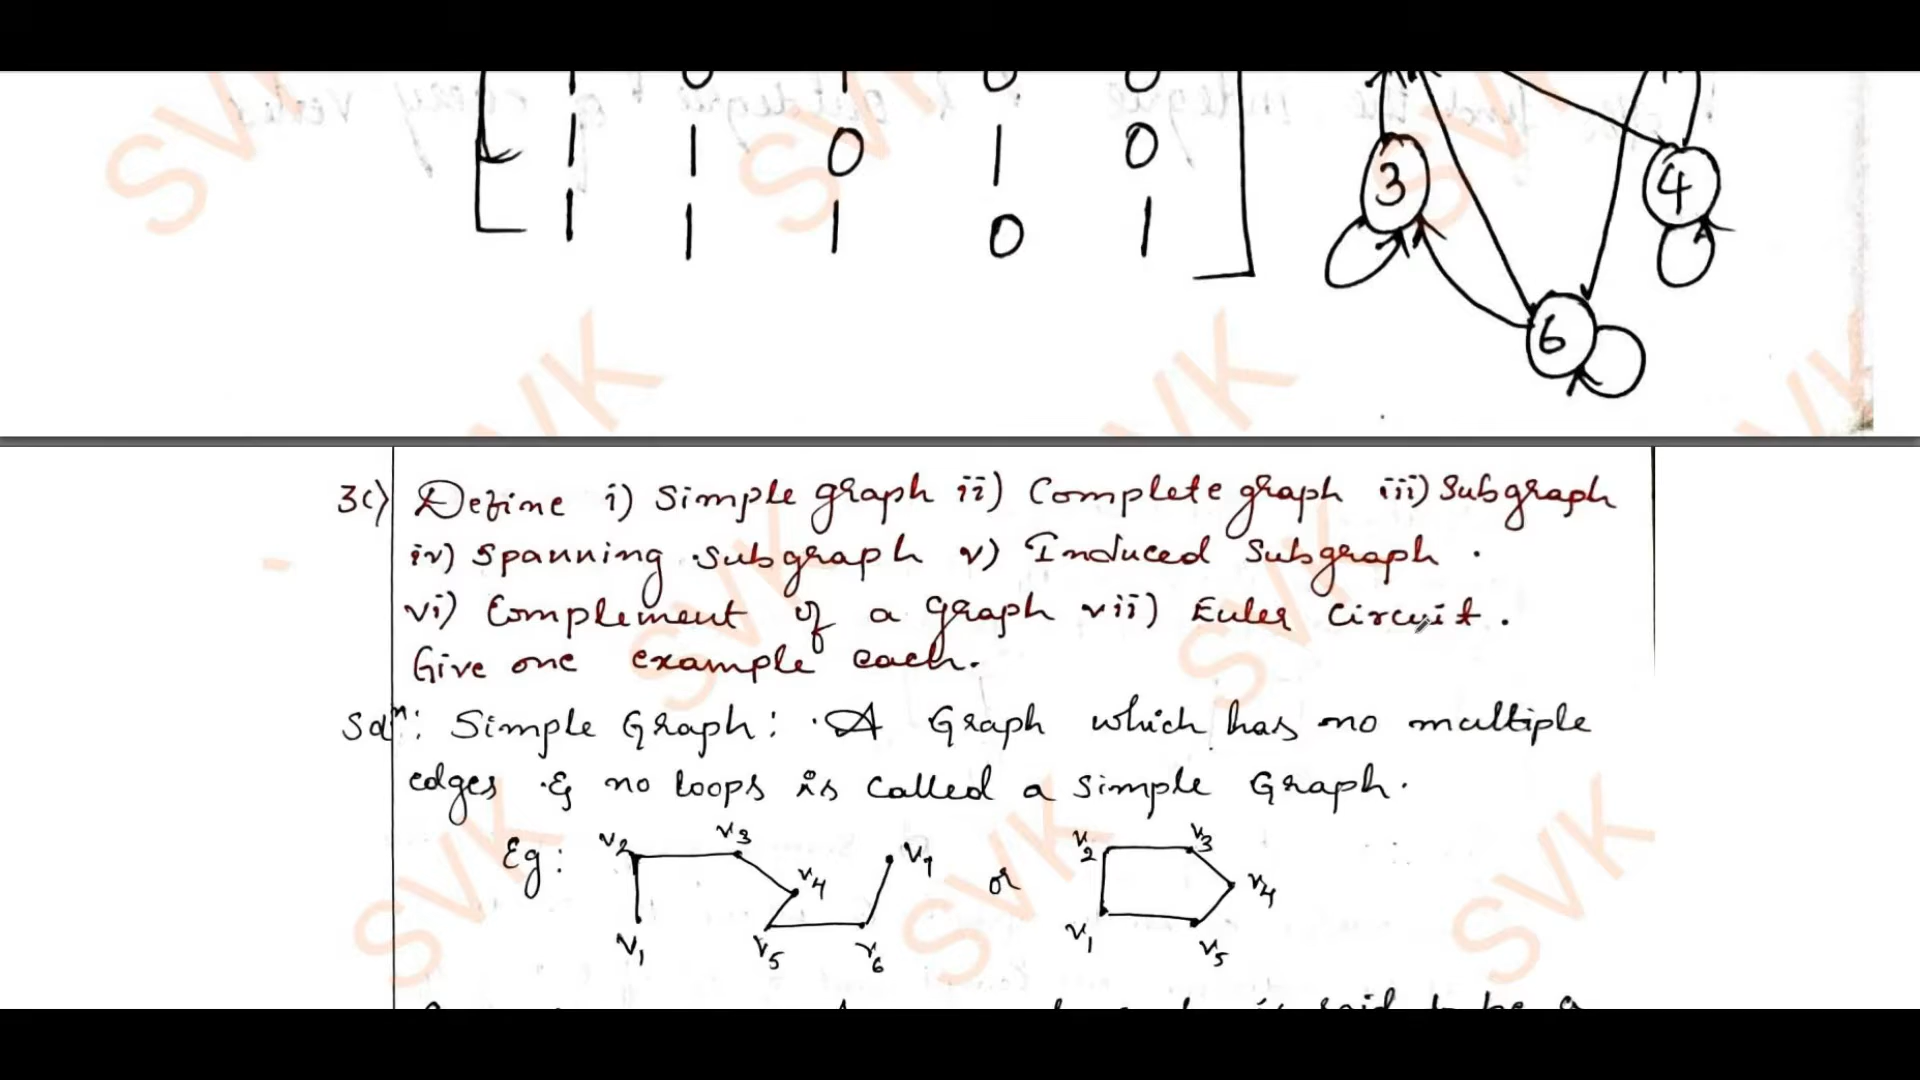 1 1 0 1 0
1 1 1 0 1
3
4
6
3c) Define i) Simple graph ii) Complete graph iii) Subgraph
iv) Spanning Subgraph v) Induced Subgraph.
vi) Complement of a graph vii) Euler Circuit.
Give one example each.
Solⁿ: Simple Graph: A Graph which has no multiple
edges & no loops is called a simple Graph.
Eg: v2 v3 v4 v7 or v2 v3 v4
v1 v5 v6 v1 v5
SVK